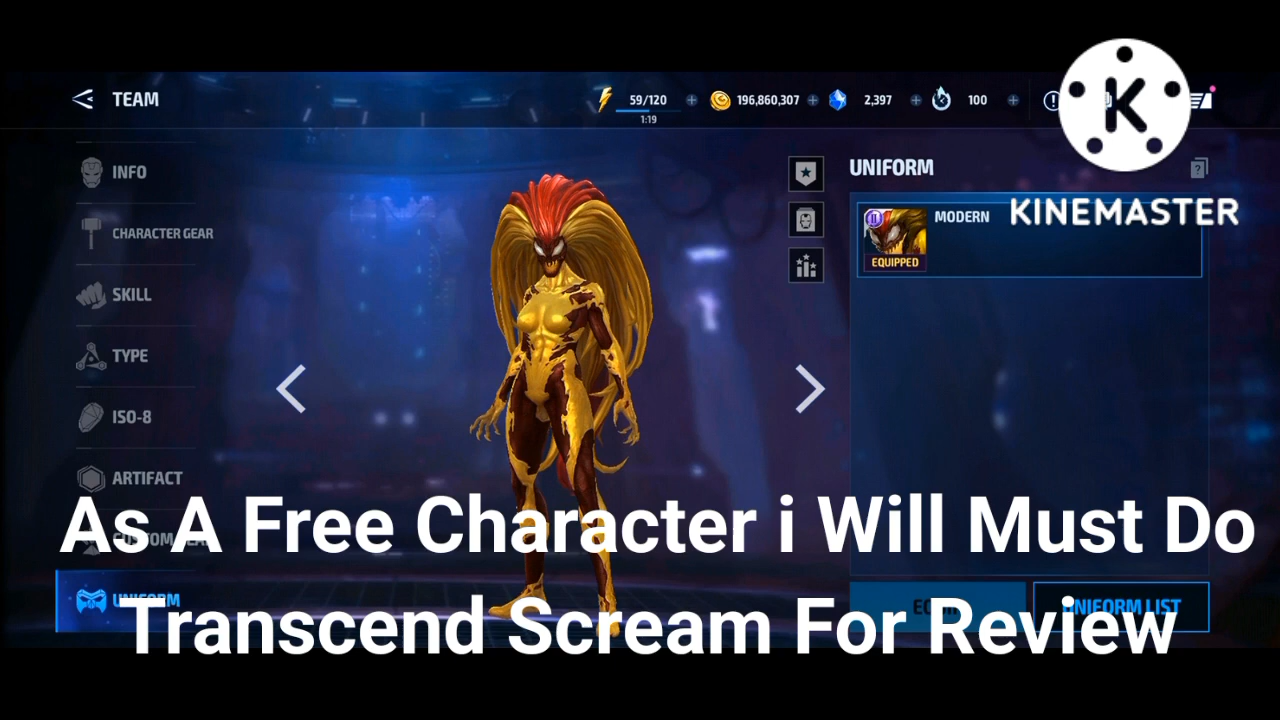 TEAM
59/120
1:19
196,860,307
2,397
100
K
KINEMASTER
INFO
CHARACTER GEAR
SKILL
TYPE
ISO-8
ARTIFACT
UNIFORM
MODERN
EQUIPPED
UNIFORM LIST
As A Free Character i Will Must Do
Transcend Scream For Review